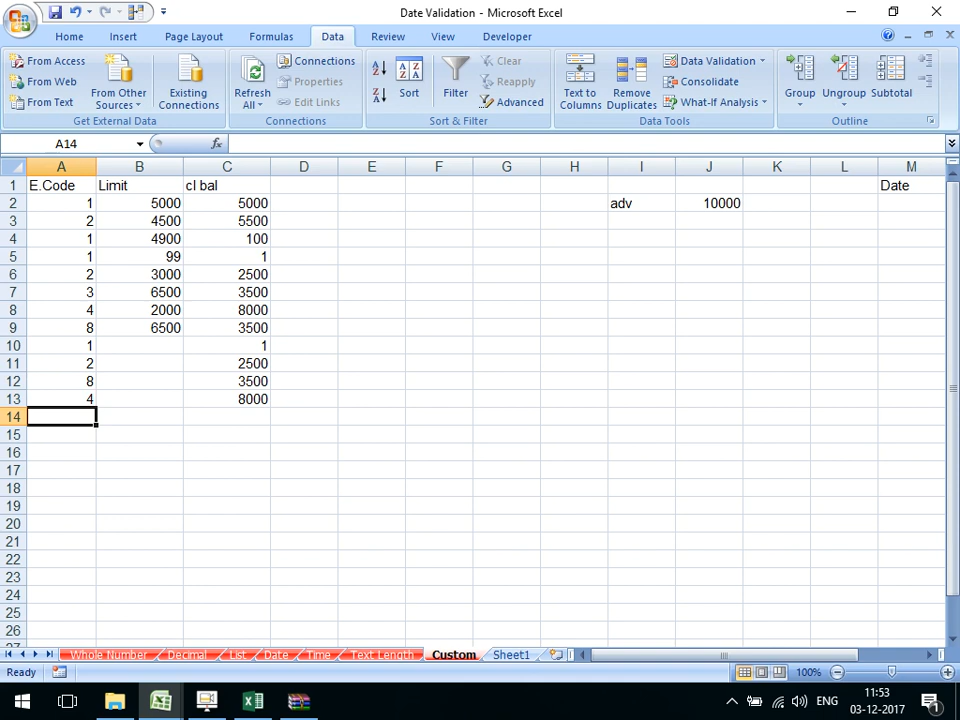 Date Validation - Microsoft Excel
Home Insert Page Layout Formulas Data Review View Developer
From Access
From Web
From Text
From Other Sources
Existing Connections
Get External Data
Refresh All
Connections
Properties
Edit Links
Connections
Sort
Filter
Clear
Reapply
Advanced
Sort & Filter
Text to Columns
Remove Duplicates
Data Validation
Consolidate
What-If Analysis
Data Tools
Group
Ungroup
Subtotal
Outline
A14 fx
A B C D E F G H I J K L M
1 E.Code Limit cl bal Date
2 1 5000 5000 adv 10000
3 2 4500 5500
4 1 4900 100
5 1 99 1
6 2 3000 2500
7 3 6500 3500
8 4 2000 8000
9 8 6500 3500
10 1 1
11 2 2500
12 8 3500
13 4 8000
14
15
16
17
18
19
20
21
22
23
24
25
26
27
Whole Number Decimal List Date Time Text Length Custom Sheet1
Ready 100%
ENG 11:53
03-12-2017
1